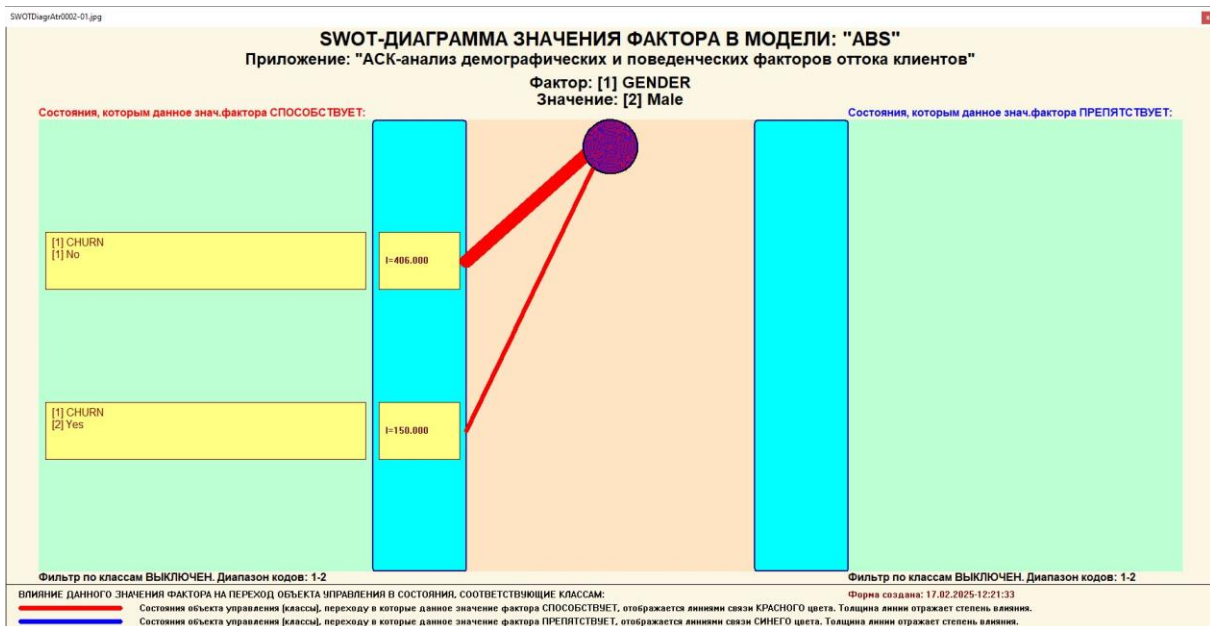 SWOTDiagrAtr0002-01.jpg
SWOT-ДИАГРАММА ЗНАЧЕНИЯ ФАКТОРА В МОДЕЛИ: "ABS"
Приложение: "АСК-анализ демографических и поведенческих факторов оттока клиентов"
Фактор: [1] GENDER
Значение: [2] Male
Состояния, которым данное знач.фактора СПОСОБСТВУЕТ:
Состояния, которым данное знач.фактора ПРЕПЯТСТВУЕТ:
[1] CHURN
[1] No
I=406.000
[1] CHURN
[2] Yes
I=150.000
Фильтр по классам ВЫКЛЮЧЕН. Диапазон кодов: 1-2
Фильтр по классам ВЫКЛЮЧЕН. Диапазон кодов: 1-2
ВЛИЯНИЕ ДАННОГО ЗНАЧЕНИЯ ФАКТОРА НА ПЕРЕХОД ОБЪЕКТА УПРАВЛЕНИЯ В СОСТОЯНИЯ, СООТВЕТСТВУЮЩИЕ КЛАССАМ:
Форма создана: 17.02.2025-12:21:33
Состояния объекта управления (классы), переходу в которые данное значение фактора СПОСОБСТВУЕТ, отображается линиями связи КРАСНОГО цвета. Толщина линии отражает степень влияния.
Состояния объекта управления (классы), переходу в которые данное значение фактора ПРЕПЯТСТВУЕТ, отображается линиями связи СИНЕГО цвета. Толщина линии отражает степень влияния.